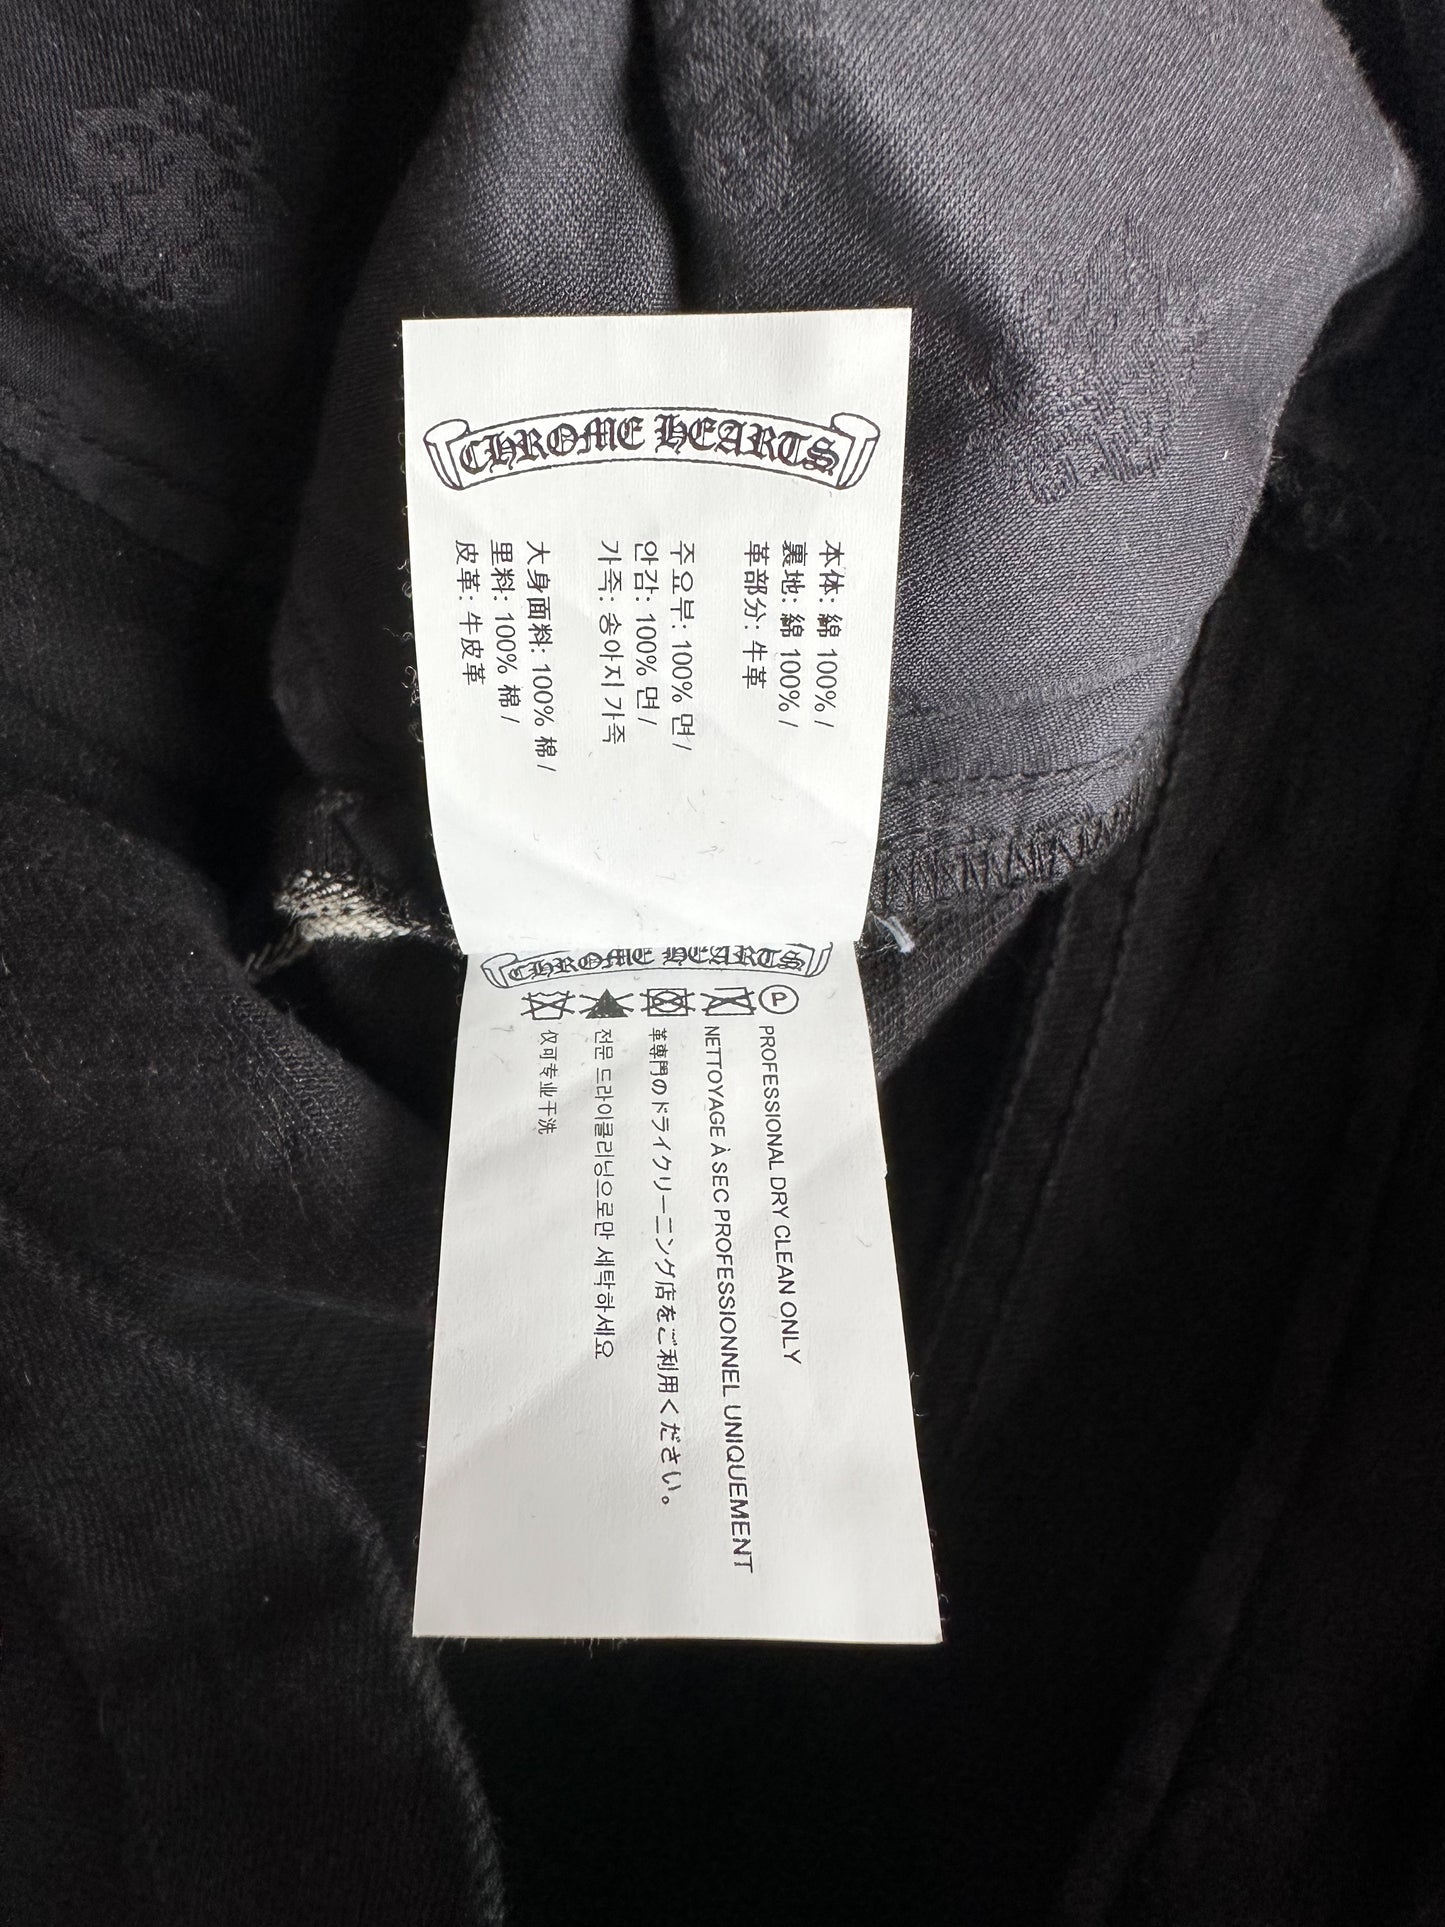 CHROME HEARTS
本体: 綿 100% /
裏地: 綿 100% /
革部分: 牛革
주요부: 100% 면 /
안감: 100% 면 /
가죽: 송아지 가죽
大身面料: 100% 棉 /
里料: 100% 棉 /
皮革: 牛皮革
CHROME HEARTS
P
PROFESSIONAL DRY CLEAN ONLY
NETTOYAGE À SEC PROFESSIONNEL UNIQUEMENT
革専門のドライクリーニング店をご利用ください。
전문 드라이클리닝으로만 세탁하세요
仅可专业干洗